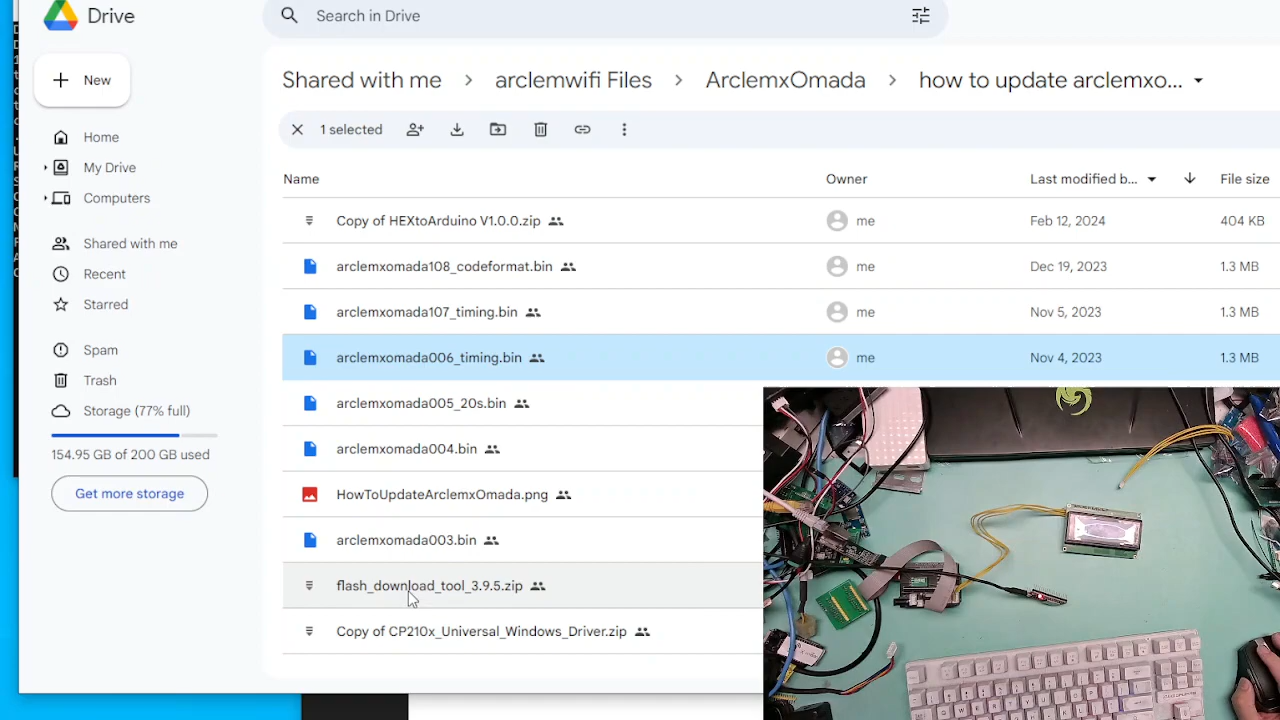 Drive
Search in Drive
New
Shared with me > arclemwifi Files > ArclemxOmada > how to update arclemxo...
1 selected
Home
My Drive
Computers
Shared with me
Recent
Starred
Spam
Trash
Storage (77% full)
154.95 GB of 200 GB used
Get more storage
Name Owner Last modified b... File size
Copy of HEXtoArduino V1.0.0.zip me Feb 12, 2024 404 KB
arclemxomada108_codeformat.bin me Dec 19, 2023 1.3 MB
arclemxomada107_timing.bin me Nov 5, 2023 1.3 MB
arclemxomada006_timing.bin me Nov 4, 2023 1.3 MB
arclemxomada005_20s.bin
arclemxomada004.bin
HowToUpdateArclemxOmada.png
arclemxomada003.bin
flash_download_tool_3.9.5.zip
Copy of CP210x_Universal_Windows_Driver.zip